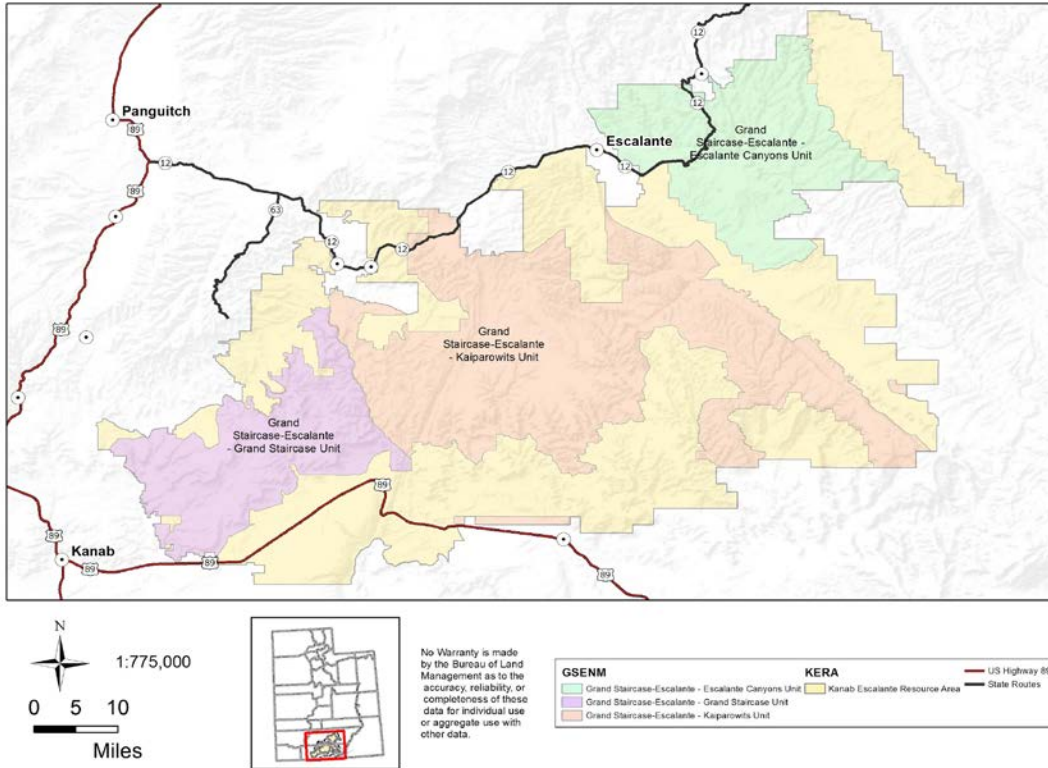 12
12
Panguitch
89
12
89
63
12
12
12
Escalante
12
12
Grand
Staircase-Escalante -
Escalante Canyons Unit
89
89
Grand
Staircase-Escalante
- Kaiparowits Unit
Grand
Staircase-Escalante
- Grand Staircase Unit
89
89
Kanab
89
89
89
N
1:775,000
0 5 10
Miles
No Warranty is made
by the Bureau of Land
Management as to the
accuracy, reliability, or
completeness of these
data for individual use
or aggregate use with
other data.
GSENM
Grand Staircase-Escalante - Escalante Canyons Unit
Grand Staircase-Escalante - Grand Staircase Unit
Grand Staircase-Escalante - Kaiparowits Unit
KERA
Kanab Escalante Resource Area
US Highway 89
State Routes